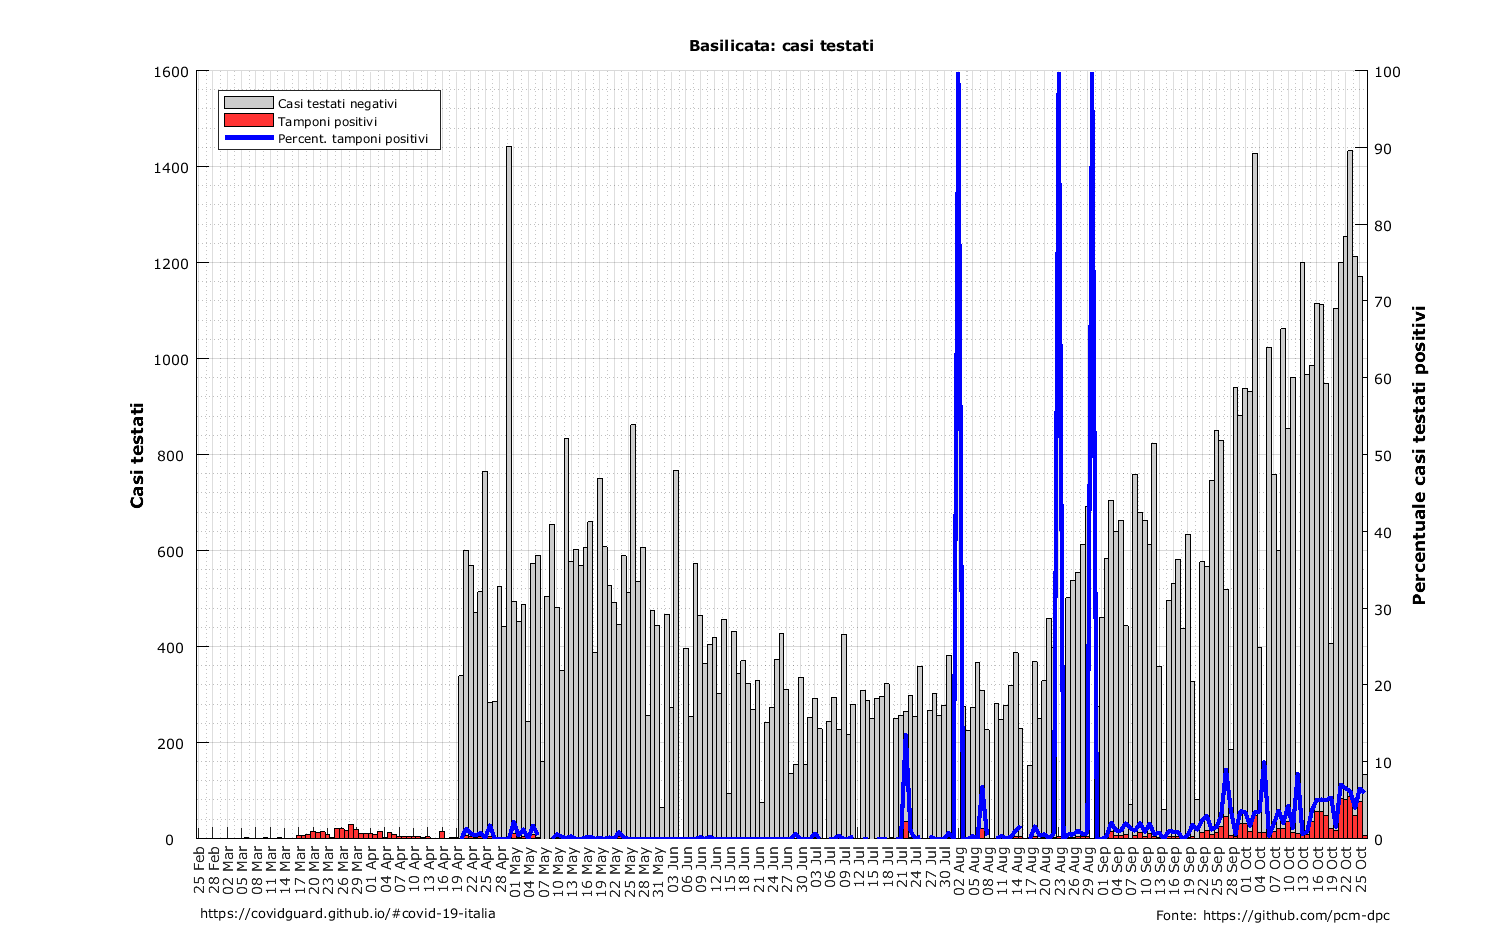 Basilicata: casi testati
1600
1400
1200
1000
800
600
400
200
0
100
90
80
70
60
50
40
30
20
10
0
Casi testati negativi
Tamponi positivi
Percent. tamponi positivi
Casi testati
Percentuale casi testati positivi
25 Feb
28 Feb
02 Mar
05 Mar
08 Mar
11 Mar
14 Mar
17 Mar
20 Mar
23 Mar
26 Mar
29 Mar
01 Apr
04 Apr
07 Apr
10 Apr
13 Apr
16 Apr
19 Apr
22 Apr
25 Apr
28 Apr
01 May
04 May
07 May
10 May
13 May
16 May
19 May
22 May
25 May
28 May
31 May
03 Jun
06 Jun
09 Jun
12 Jun
15 Jun
18 Jun
21 Jun
24 Jun
27 Jun
30 Jun
03 Jul
06 Jul
09 Jul
12 Jul
15 Jul
18 Jul
21 Jul
24 Jul
27 Jul
30 Jul
02 Aug
05 Aug
08 Aug
11 Aug
14 Aug
17 Aug
20 Aug
23 Aug
26 Aug
29 Aug
01 Sep
04 Sep
07 Sep
10 Sep
13 Sep
16 Sep
19 Sep
22 Sep
25 Sep
28 Sep
01 Oct
04 Oct
07 Oct
10 Oct
13 Oct
16 Oct
19 Oct
22 Oct
25 Oct
https://covidguard.github.io/#covid-19-italia
Fonte: https://github.com/pcm-dpc